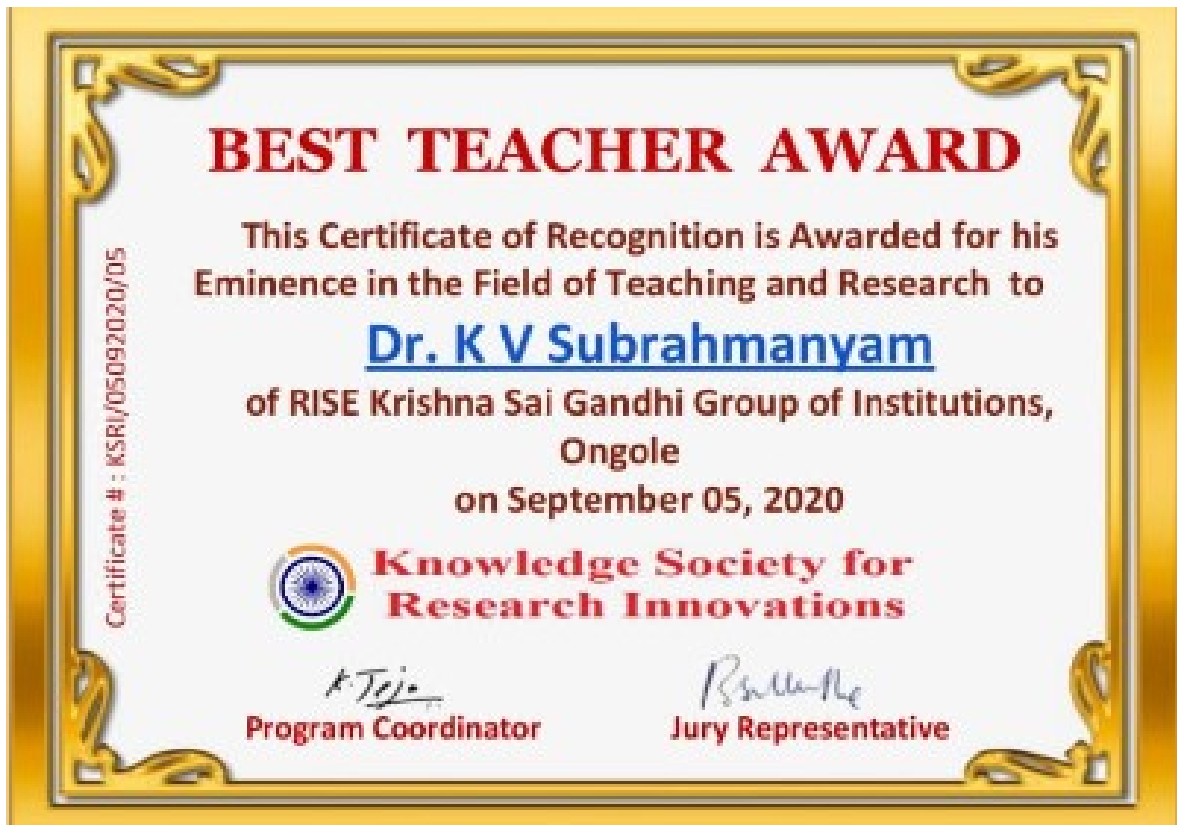 BEST TEACHER AWARD
This Certificate of Recognition is Awarded for his
Eminence in the Field of Teaching and Research to
Dr. K V Subrahmanyam
of RISE Krishna Sai Gandhi Group of Institutions,
Ongole
on September 05, 2020
Certificate # : KSRI/05092020/05
Knowledge Society for
Research Innovations
K. Teja
Program Coordinator
Jury Representative